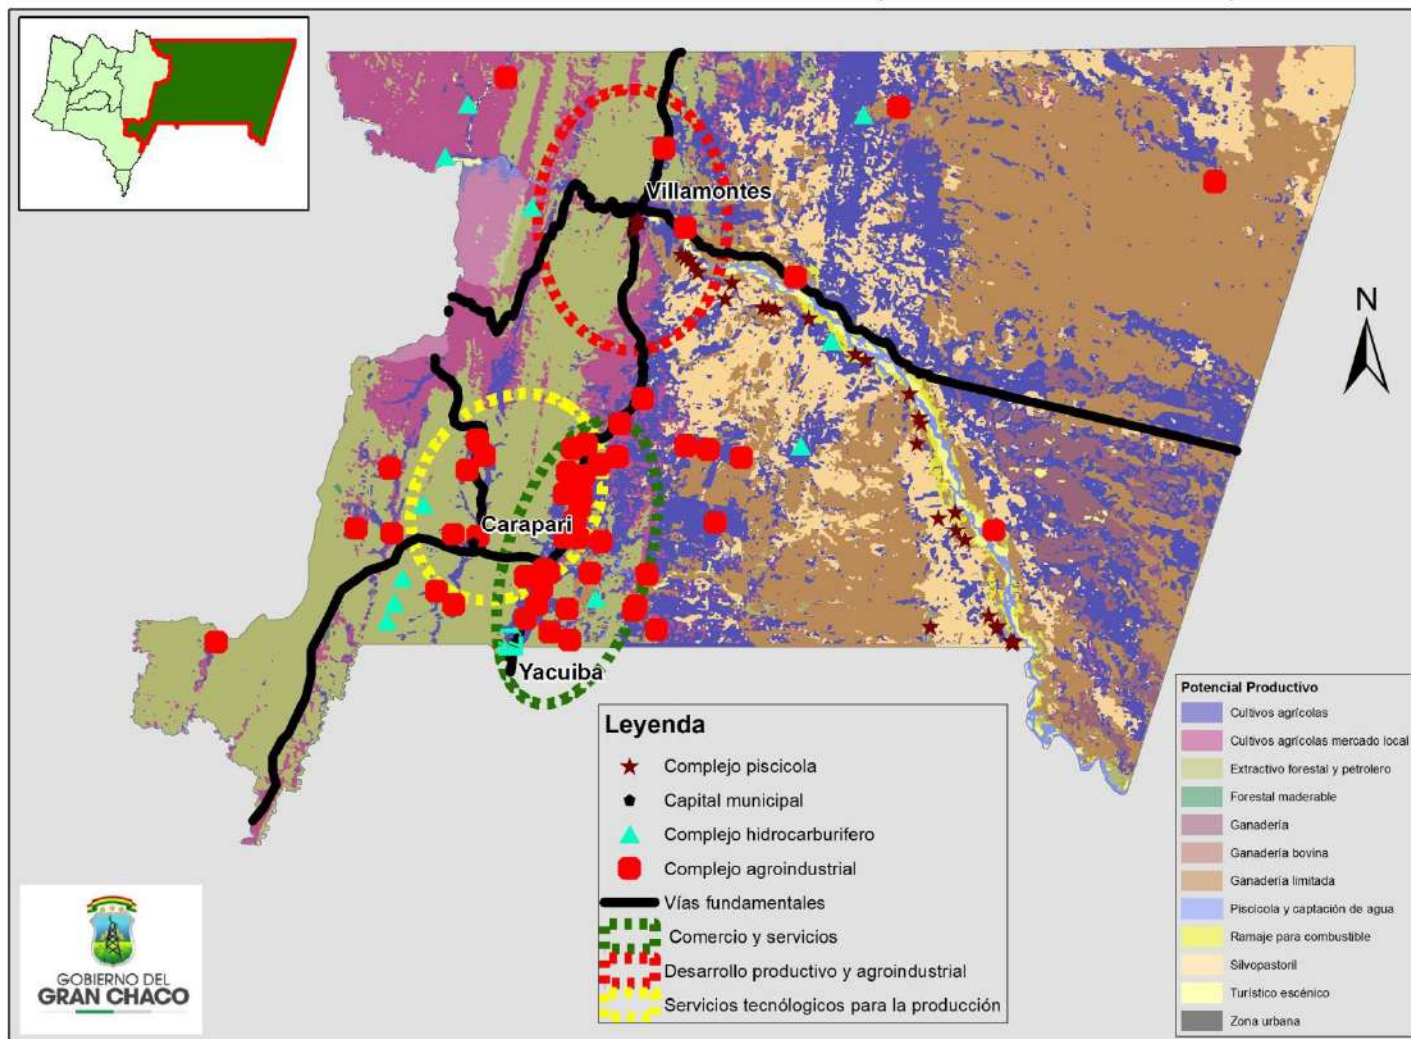 Villamontes
N
Carapari
Yacuiba
Leyenda
Complejo piscicola
Capital municipal
Complejo hidrocarburifero
Complejo agroindustrial
Vías fundamentales
Comercio y servicios
Desarrollo productivo y agroindustrial
Servicios tecnólogicos para la producción
Potencial Productivo
Cultivos agrícolas
Cultivos agrícolas mercado local
Extractivo forestal y petrolero
Forestal maderable
Ganadería
Ganadería bovina
Ganadería limitada
Piscícola y captación de agua
Ramaje para combustible
Silvopastoril
Turístico escénico
Zona urbana
GOBIERNO DEL
GRAN CHACO